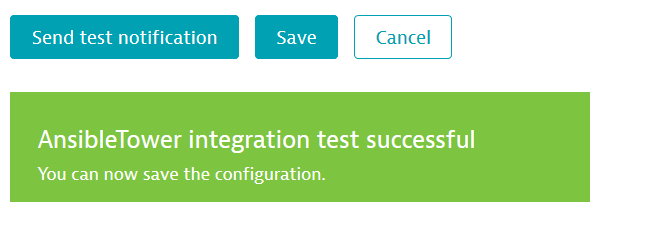 Send test notification Save Cancel
AnsibleTower integration test successful
You can now save the configuration.